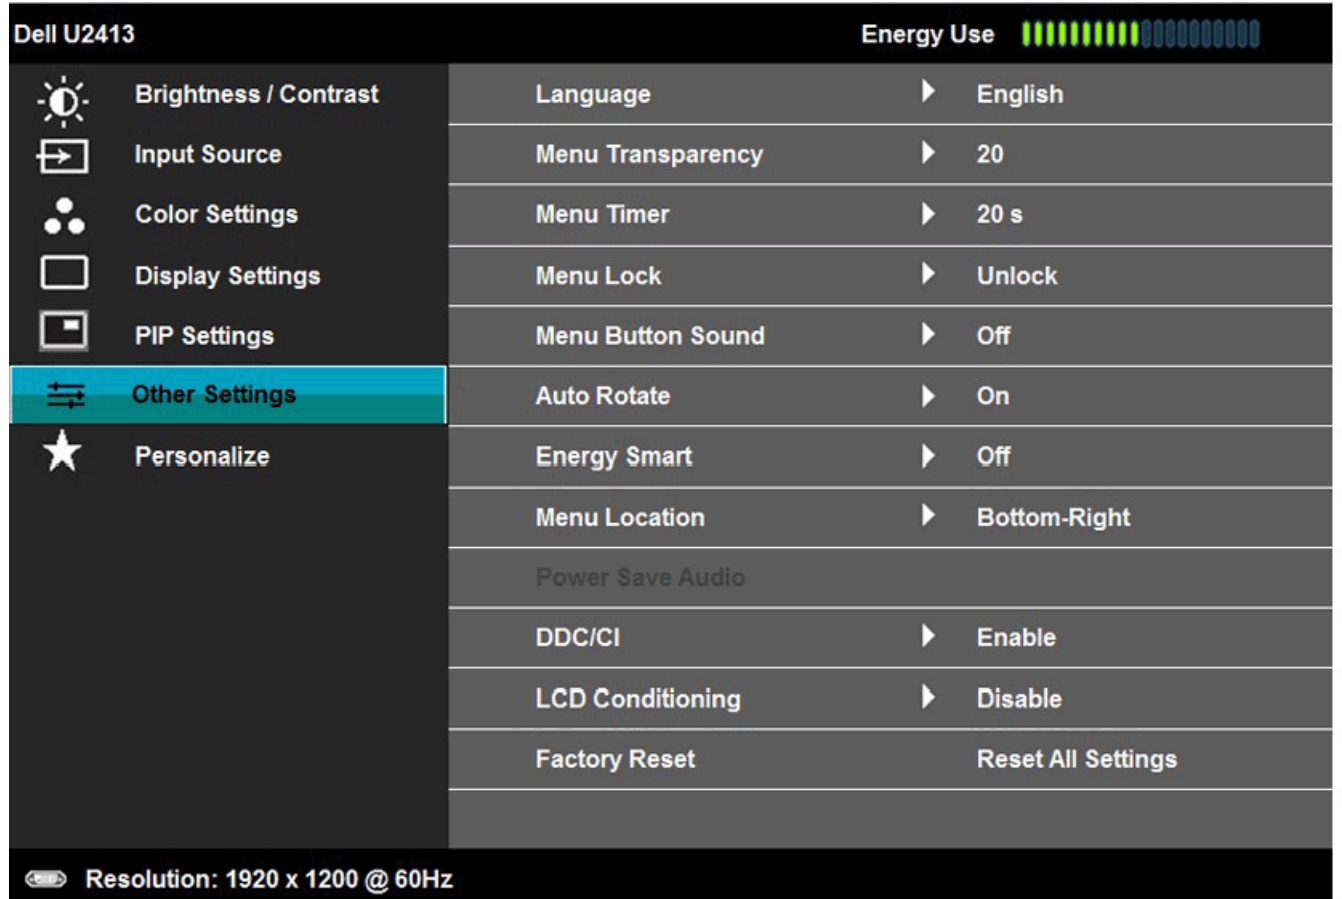 Dell U2413 Energy Use
Brightness / Contrast Language English
Input Source Menu Transparency 20
Color Settings Menu Timer 20 s
Display Settings Menu Lock Unlock
PIP Settings Menu Button Sound Off
Other Settings Auto Rotate On
Personalize Energy Smart Off
Menu Location Bottom-Right
Power Save Audio
DDC/CI Enable
LCD Conditioning Disable
Factory Reset Reset All Settings
Resolution: 1920 x 1200 @ 60Hz